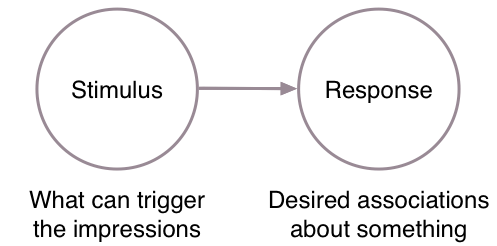 Stimulus
Response
What can trigger
the impressions
Desired associations
about something